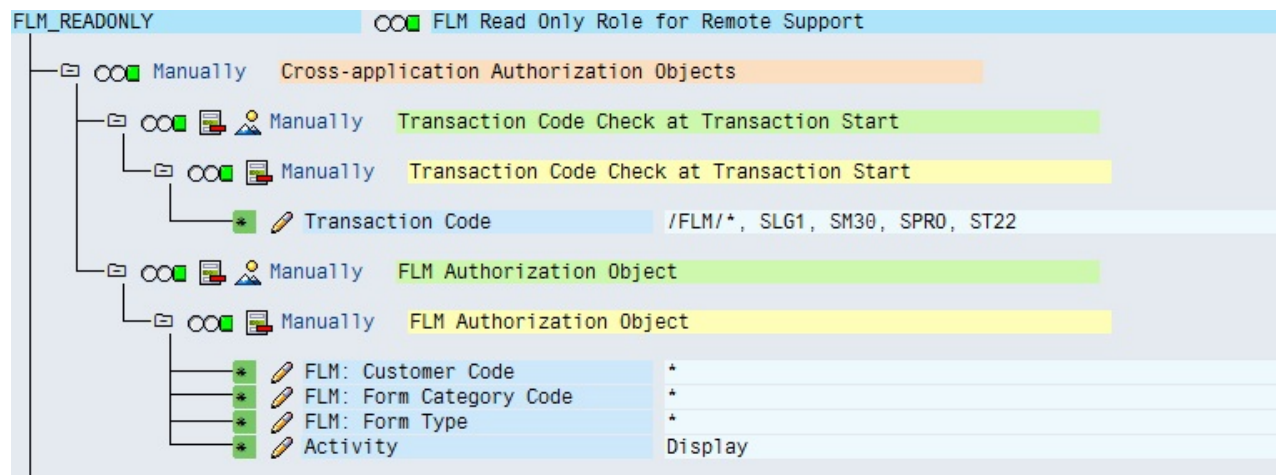 FLM_READONLY FLM Read Only Role for Remote Support
Manually Cross-application Authorization Objects
Manually Transaction Code Check at Transaction Start
Manually Transaction Code Check at Transaction Start
Transaction Code /FLM/*, SLG1, SM30, SPRO, ST22
Manually FLM Authorization Object
Manually FLM Authorization Object
FLM: Customer Code *
FLM: Form Category Code *
FLM: Form Type *
Activity Display